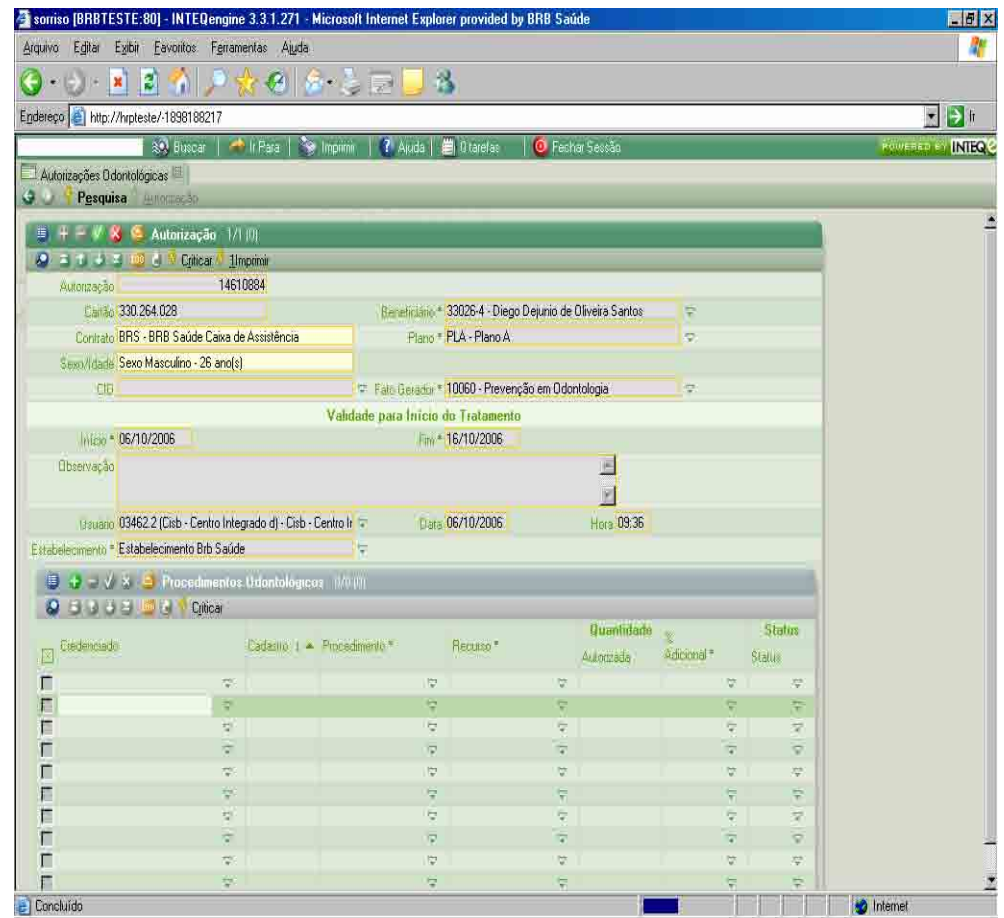 sorriso [BRBTESTE:80] - INTEQengine 3.3.1.271 - Microsoft Internet Explorer provided by BRB Saúde
Arquivo Editar Exibir Favoritos Ferramentas Ajuda
Endereço http://hrpteste/-1898188217 Ir
Buscar Ir Para Imprimir Ajuda 0 tarefas Fechar Sessão POWERED BY INTEQ
Autorizações Odontológicas
Pesquisa Autorização
Autorização 1/1 (0)
Criticar 1Imprimir
Autorização 14610884
Cartão 330.264.028 Beneficiário * 33026-4 - Diego Dejunio de Oliveira Santos
Contrato BRS - BRB Saúde Caixa de Assistência Plano * PLA - Plano A
Sexo/Idade Sexo Masculino - 26 ano(s)
CID Fato Gerador * 10060 - Prevenção em Odontologia
Validade para Início do Tratamento
Início * 06/10/2006 Fim * 16/10/2006
Observação
Usuário 03462.2 (Cisb - Centro Integrado d) - Cisb - Centro Ir Data 06/10/2006 Hora 09:36
Estabelecimento * Estabelecimento Brb Saúde
Procedimentos Odontológicos 0/0 (0)
Criticar
Credenciado Cadastro 1 Procedimento * Recurso * Quantidade Autorizada % Adicional * Status Status
Concluído Internet